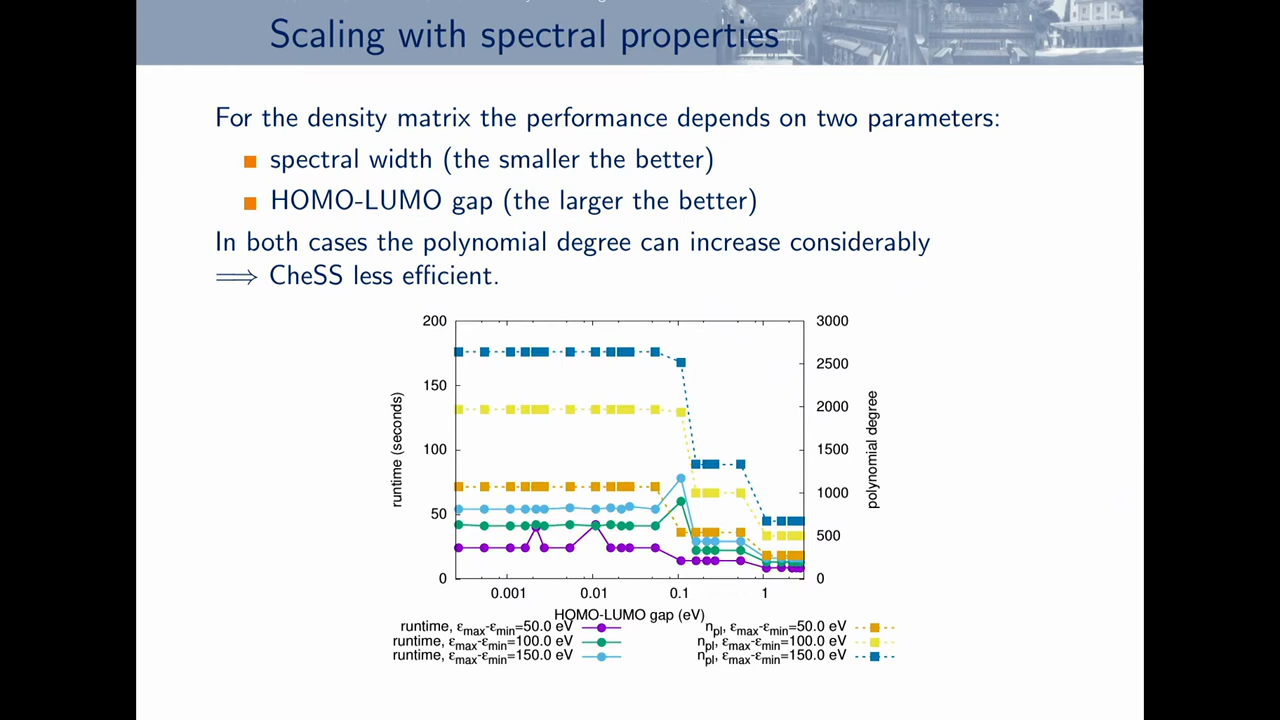 Scaling with spectral properties
For the density matrix the performance depends on two parameters:
spectral width (the smaller the better)
HOMO-LUMO gap (the larger the better)
In both cases the polynomial degree can increase considerably
⟹ CheSS less efficient.
200
150
100
50
0
runtime (seconds)
3000
2500
2000
1500
1000
500
0
polynomial degree
0.001 0.01 0.1 1
HOMO-LUMO gap (eV)
runtime, εmax-εmin=50.0 eV
runtime, εmax-εmin=100.0 eV
runtime, εmax-εmin=150.0 eV
npl, εmax-εmin=50.0 eV
npl, εmax-εmin=100.0 eV
npl, εmax-εmin=150.0 eV